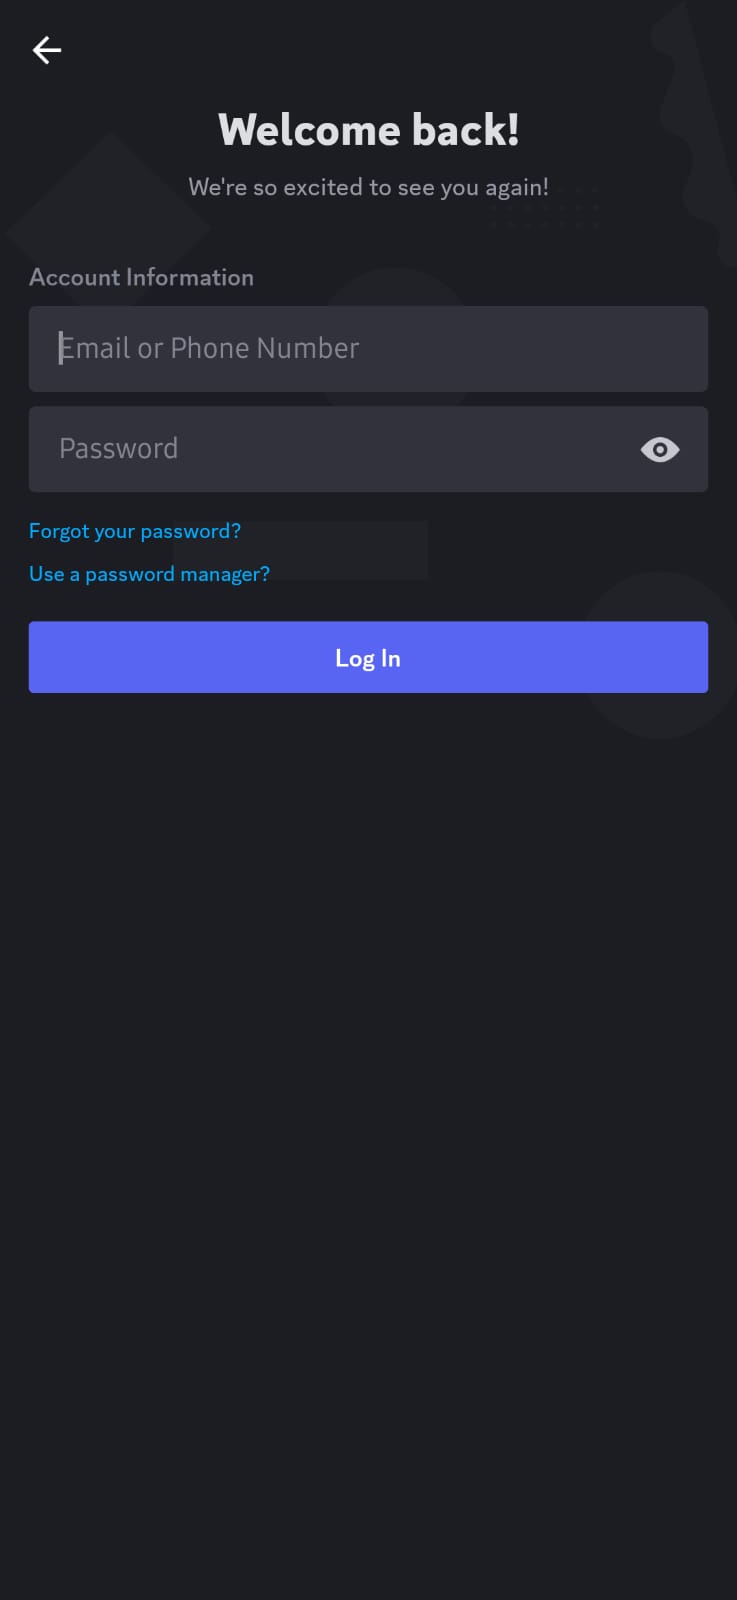 Welcome back!
We're so excited to see you again!
Account Information
Email or Phone Number
Password
Forgot your password?
Use a password manager?
Log In